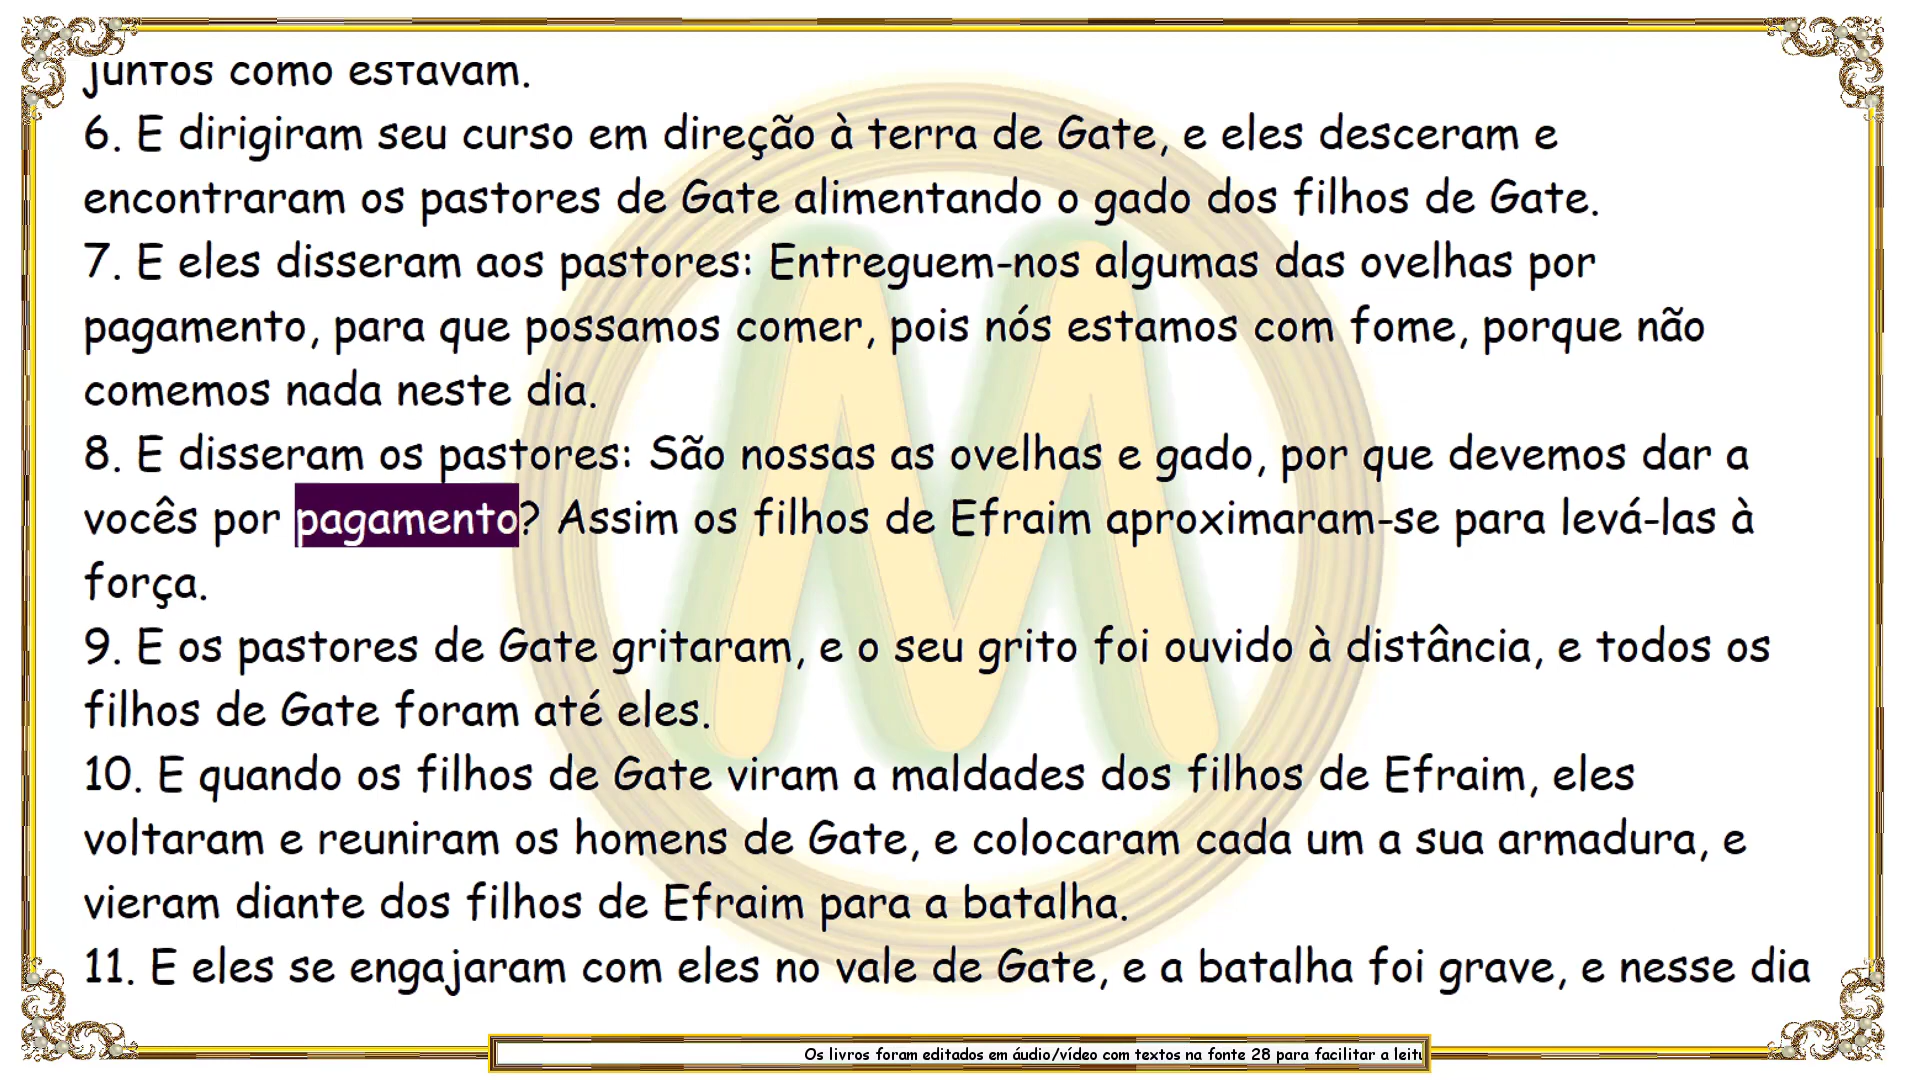 juntos como estavam.
6. E dirigiram seu curso em direção à terra de Gate, e eles desceram e
encontraram os pastores de Gate alimentando o gado dos filhos de Gate.
7. E eles disseram aos pastores: Entreguem-nos algumas das ovelhas por
pagamento, para que possamos comer, pois nós estamos com fome, porque não
comemos nada neste dia.
8. E disseram os pastores: São nossas as ovelhas e gado, por que devemos dar a
vocês por pagamento? Assim os filhos de Efraim aproximaram-se para levá-las à
força.
9. E os pastores de Gate gritaram, e o seu grito foi ouvido à distância, e todos os
filhos de Gate foram até eles.
10. E quando os filhos de Gate viram a maldades dos filhos de Efraim, eles
voltaram e reuniram os homens de Gate, e colocaram cada um a sua armadura, e
vieram diante dos filhos de Efraim para a batalha.
11. E eles se engajaram com eles no vale de Gate, e a batalha foi grave, e nesse dia
Os livros foram editados em áudio/vídeo com textos na fonte 28 para facilitar a leitu
M